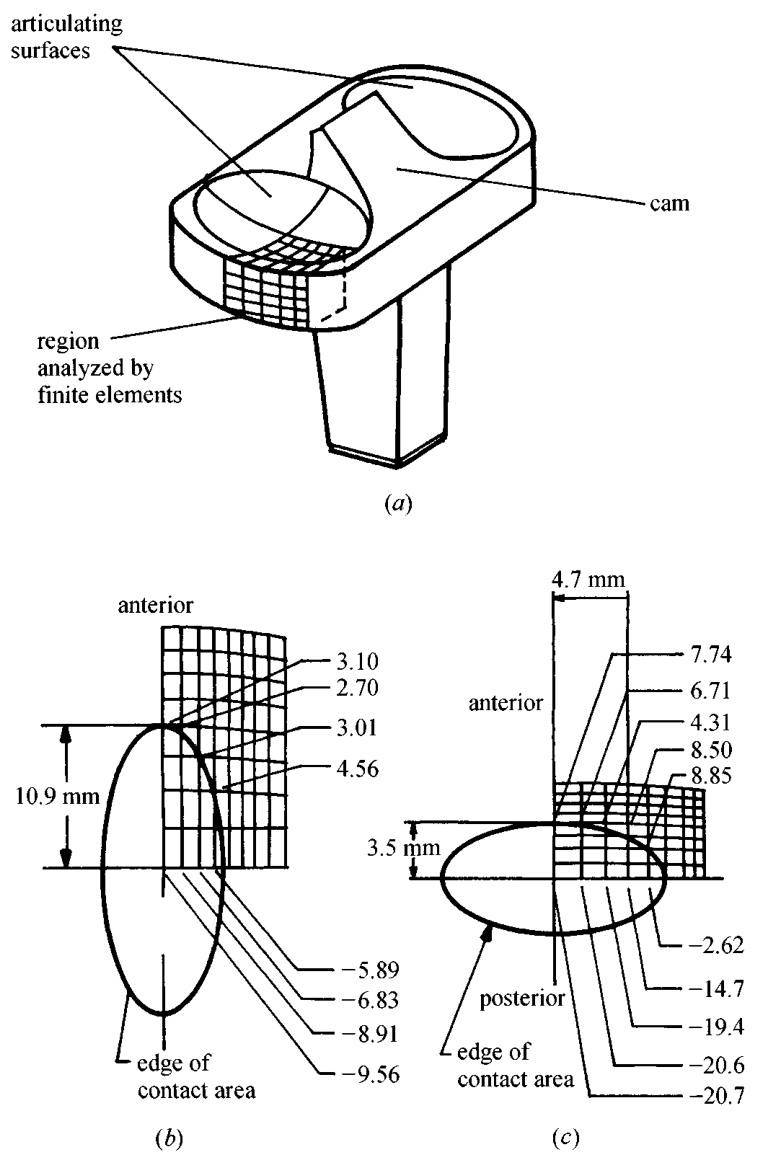 articulating
surfaces
cam
region
analyzed by
finite elements
(a)
anterior
3.10
2.70
3.01
4.56
10.9 mm
−5.89
−6.83
−8.91
−9.56
edge of
contact area
(b)
4.7 mm
7.74
anterior
6.71
4.31
8.50
8.85
3.5 mm
−2.62
posterior
−14.7
−19.4
edge of
contact area
−20.6
−20.7
(c)